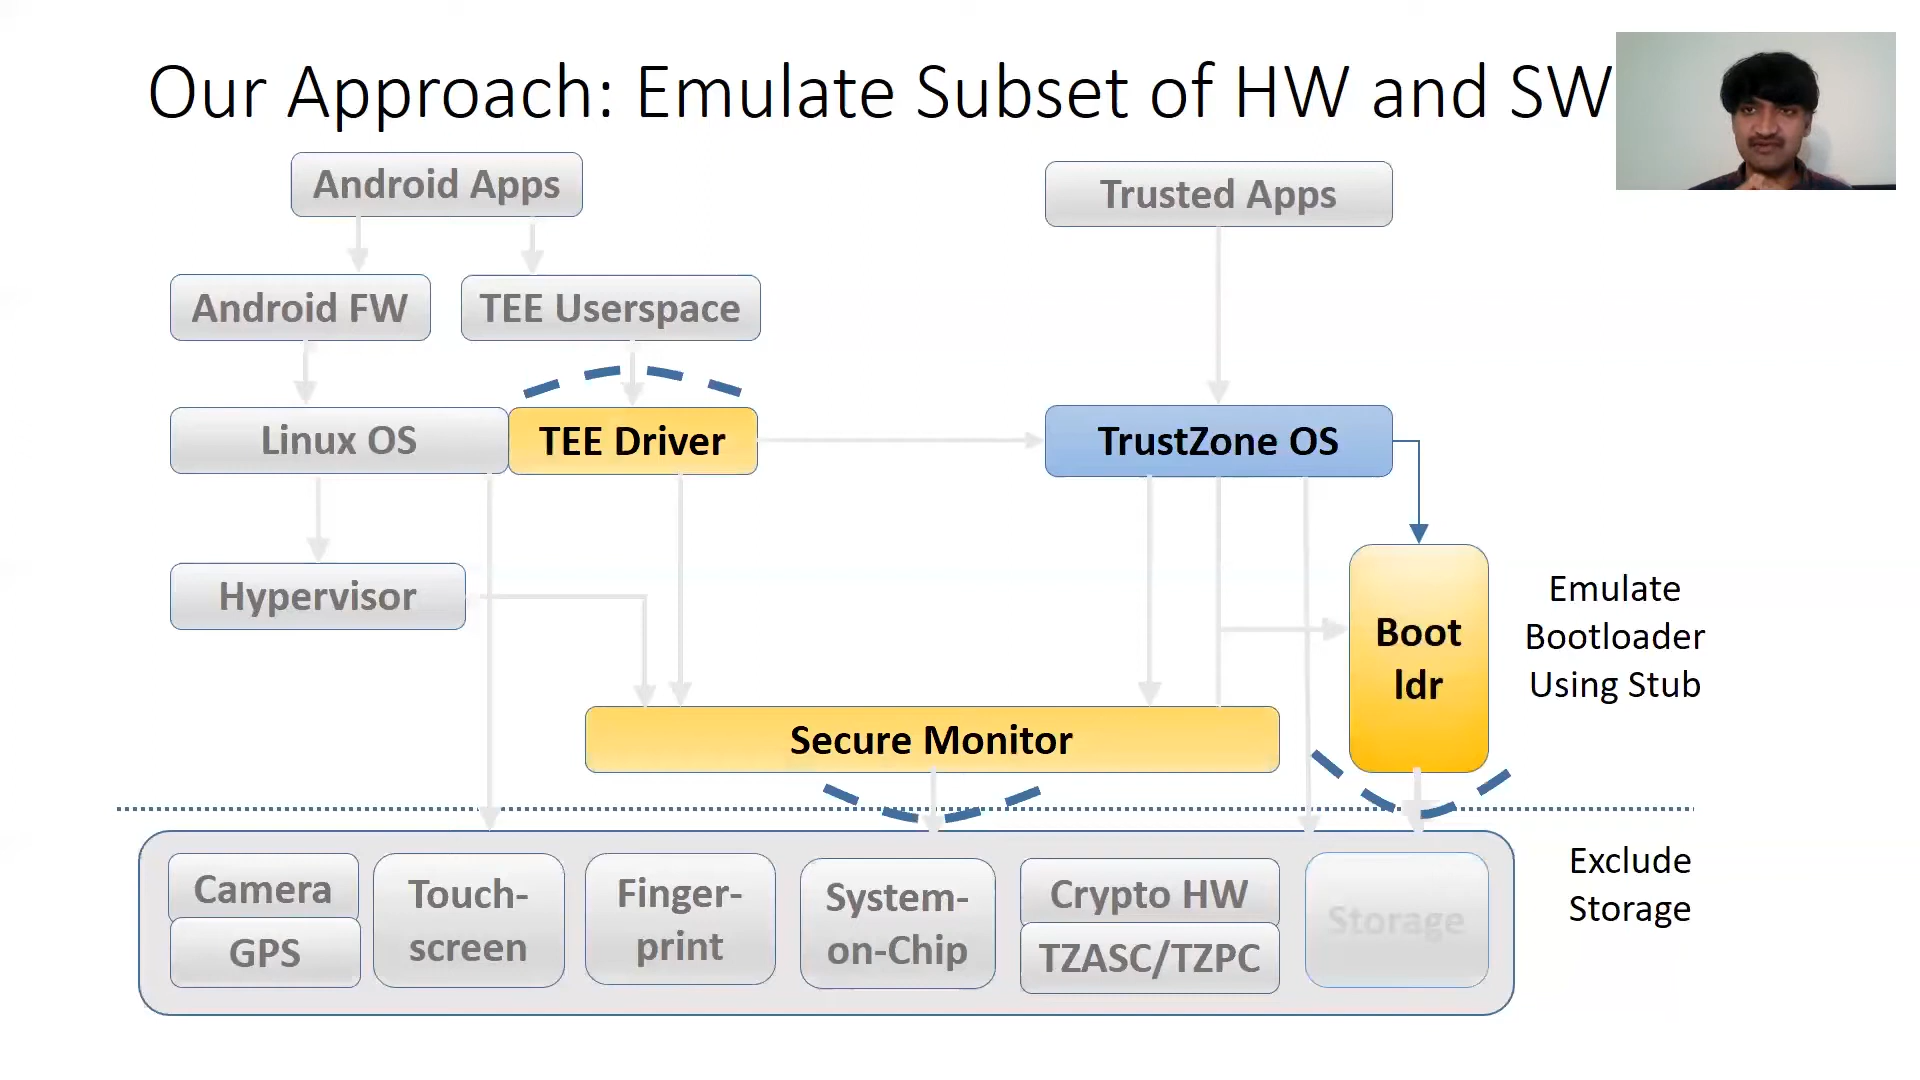 Our Approach: Emulate Subset of HW and SW
Android Apps
Trusted Apps
Android FW
TEE Userspace
Linux OS
TEE Driver
TrustZone OS
Hypervisor
Boot
ldr
Emulate
Bootloader
Using Stub
Secure Monitor
Camera
GPS
Touch-
screen
Finger-
print
System-
on-Chip
Crypto HW
TZASC/TZPC
Storage
Exclude
Storage